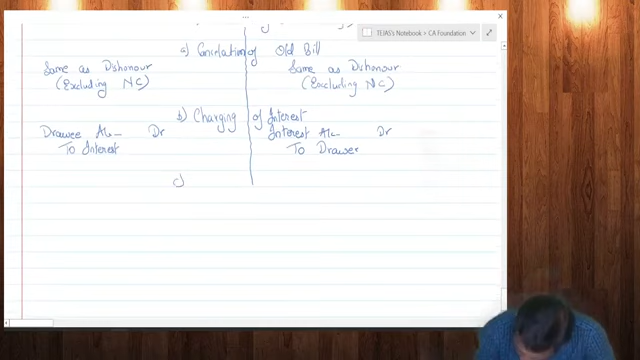 TEJAS's Notebook > CA Foundation
a) Cancelation of Old Bill
Same as Dishonour
(Excluding NC)
Same as Dishonour
(Excluding NC)
b) Charging of Interest
Drawee A/c Dr
To Interest
Interest A/c Dr
To Drawer
c)